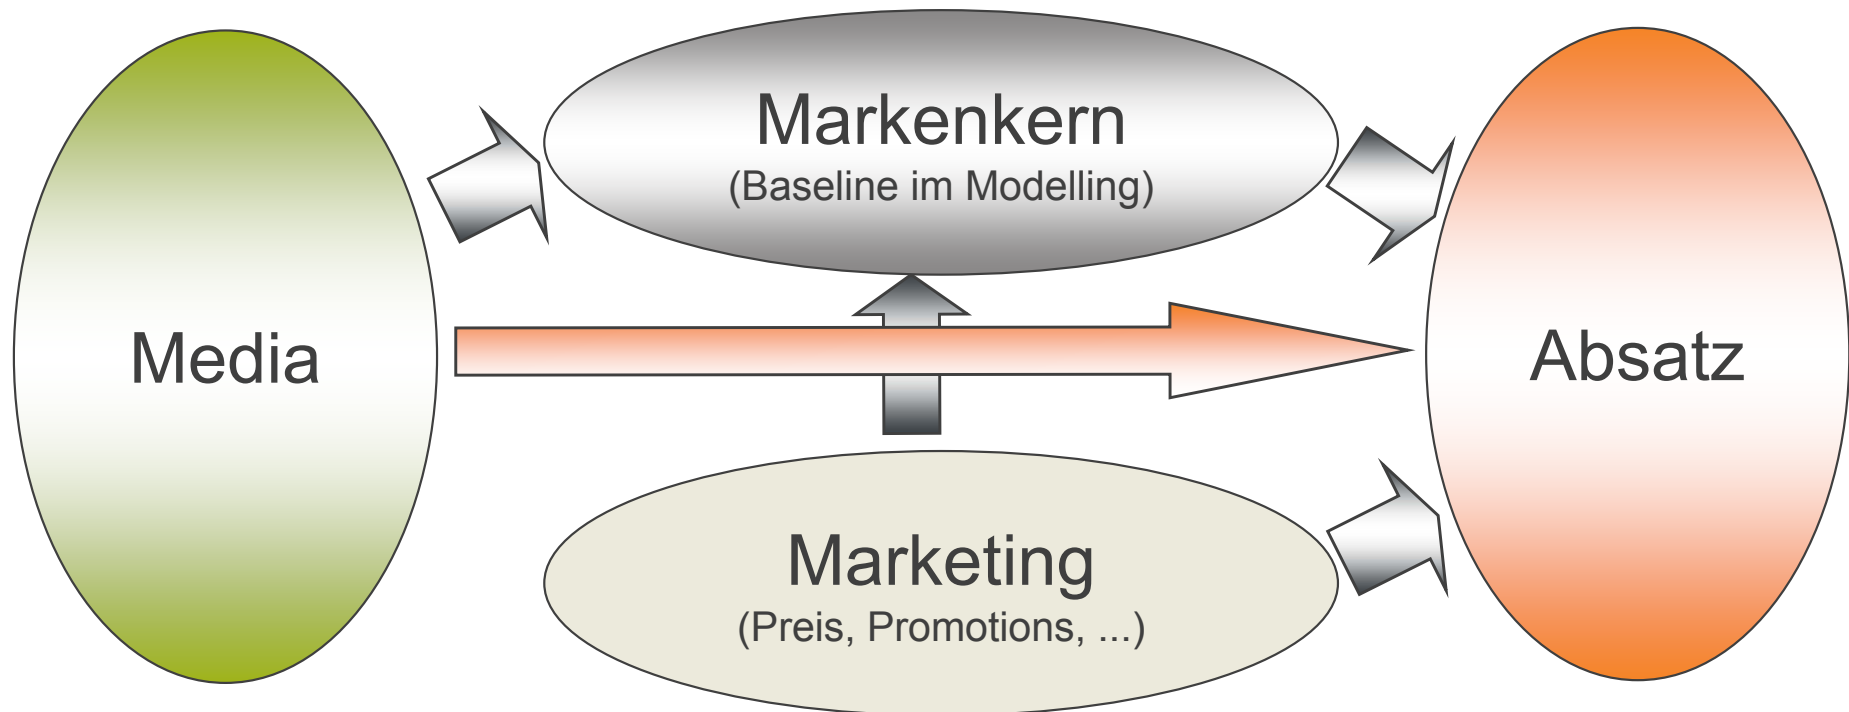 Markenkern
(Baseline im Modelling)
Media
Absatz
Marketing
(Preis, Promotions, ...)